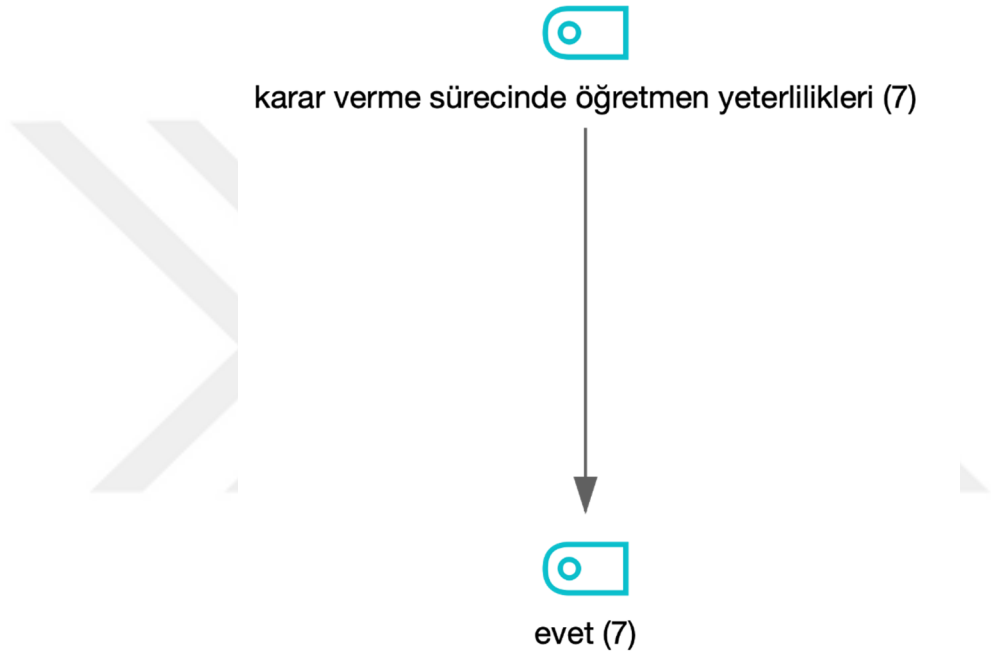 karar verme sürecinde öğretmen yeterlilikleri (7)
evet (7)